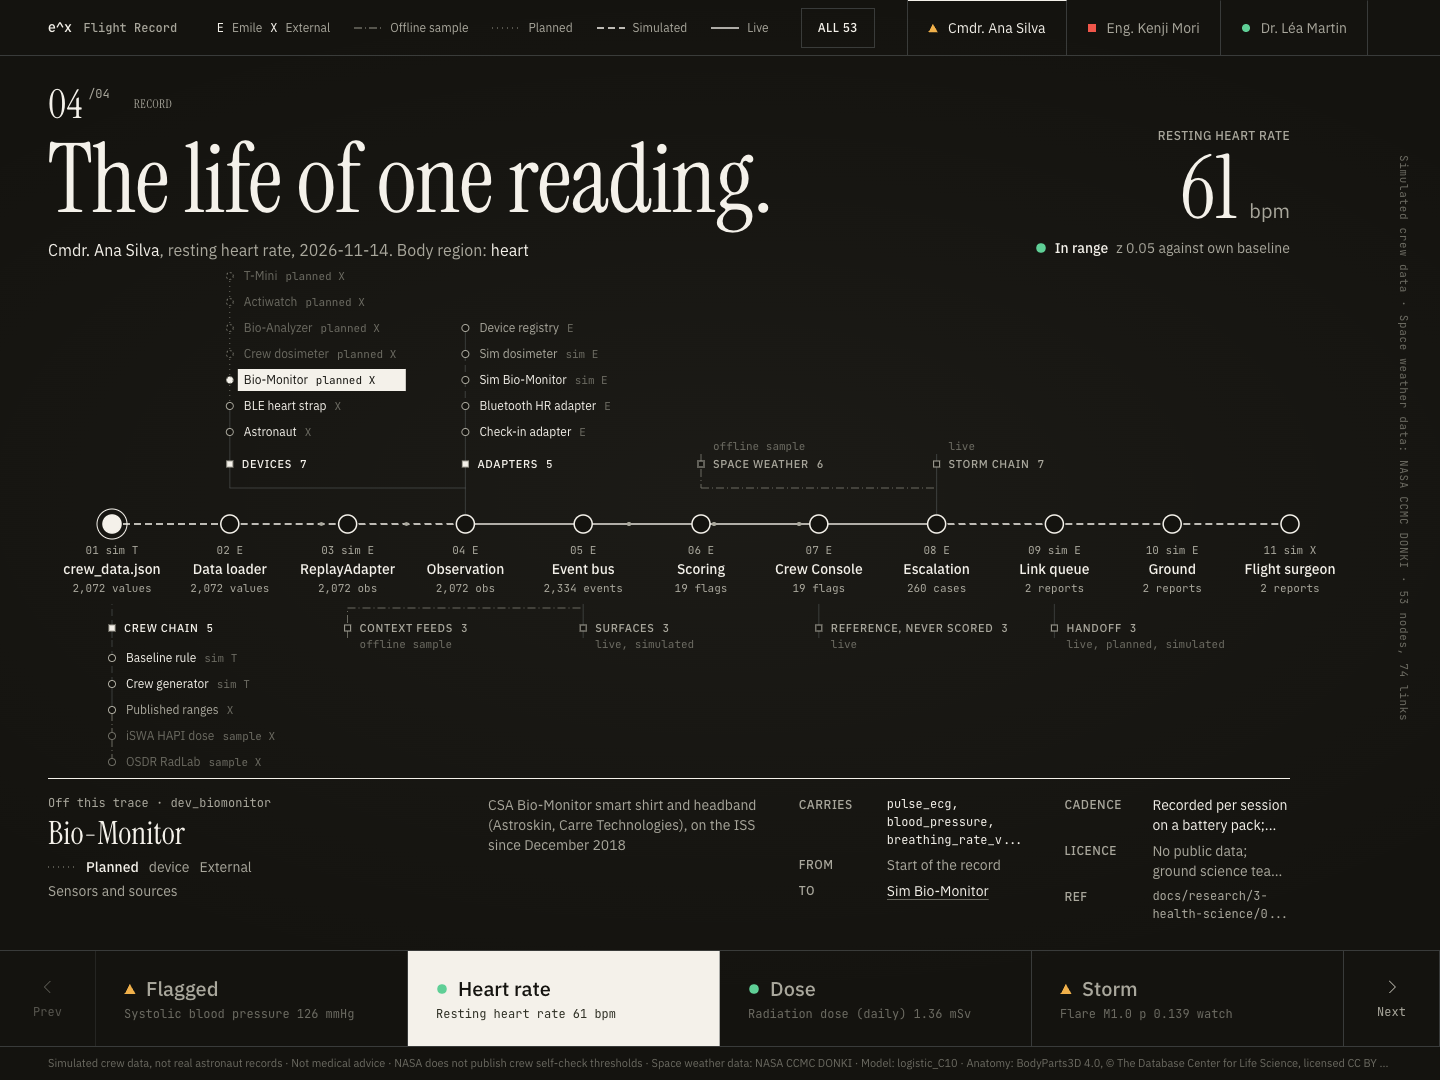 e^x Flight Record E Emile X External Offline sample Planned Simulated Live ALL 53 Cmdr. Ana Silva Eng. Kenji Mori Dr. Léa Martin
04 /04 RECORD
The life of one reading.
Cmdr. Ana Silva, resting heart rate, 2026-11-14. Body region: heart
RESTING HEART RATE
61 bpm
In range z 0.05 against own baseline
Simulated crew data · Space weather data: NASA CCMC DONKI · 53 nodes, 74 links
T-Mini planned X
Actiwatch planned X
Bio-Analyzer planned X
Crew dosimeter planned X
Bio-Monitor planned X
BLE heart strap X
Astronaut X
DEVICES 7
Device registry E
Sim dosimeter sim E
Sim Bio-Monitor sim E
Bluetooth HR adapter E
Check-in adapter E
ADAPTERS 5
offline sample
SPACE WEATHER 6
live
STORM CHAIN 7
01 sim T
crew_data.json
2,072 values
02 E
Data loader
2,072 values
03 sim E
ReplayAdapter
2,072 obs
04 E
Observation
2,072 obs
05 E
Event bus
2,334 events
06 E
Scoring
19 flags
07 E
Crew Console
19 flags
08 E
Escalation
260 cases
09 sim E
Link queue
2 reports
10 sim E
Ground
2 reports
11 sim X
Flight surgeon
2 reports
CREW CHAIN 5
Baseline rule sim T
Crew generator sim T
Published ranges X
iSWA HAPI dose sample X
OSDR RadLab sample X
CONTEXT FEEDS 3
offline sample
SURFACES 3
live, simulated
REFERENCE, NEVER SCORED 3
live
HANDOFF 3
live, planned, simulated
Off this trace · dev_biomonitor
Bio-Monitor
Planned device External
Sensors and sources
CSA Bio-Monitor smart shirt and headband
(Astroskin, Carre Technologies), on the ISS
since December 2018
CARRIES pulse_ecg,
blood_pressure,
breathing_rate_v...
FROM Start of the record
TO Sim Bio-Monitor
CADENCE Recorded per session
on a battery pack;...
LICENCE No public data;
ground science tea...
REF docs/research/3-
health-science/0...
Prev
Flagged
Systolic blood pressure 126 mmHg
Heart rate
Resting heart rate 61 bpm
Dose
Radiation dose (daily) 1.36 mSv
Storm
Flare M1.0 p 0.139 watch
Next
Simulated crew data, not real astronaut records · Not medical advice · NASA does not publish crew self-check thresholds · Space weather data: NASA CCMC DONKI · Model: logistic_C10 · Anatomy: BodyParts3D 4.0, © The Database Center for Life Science, licensed CC BY ...